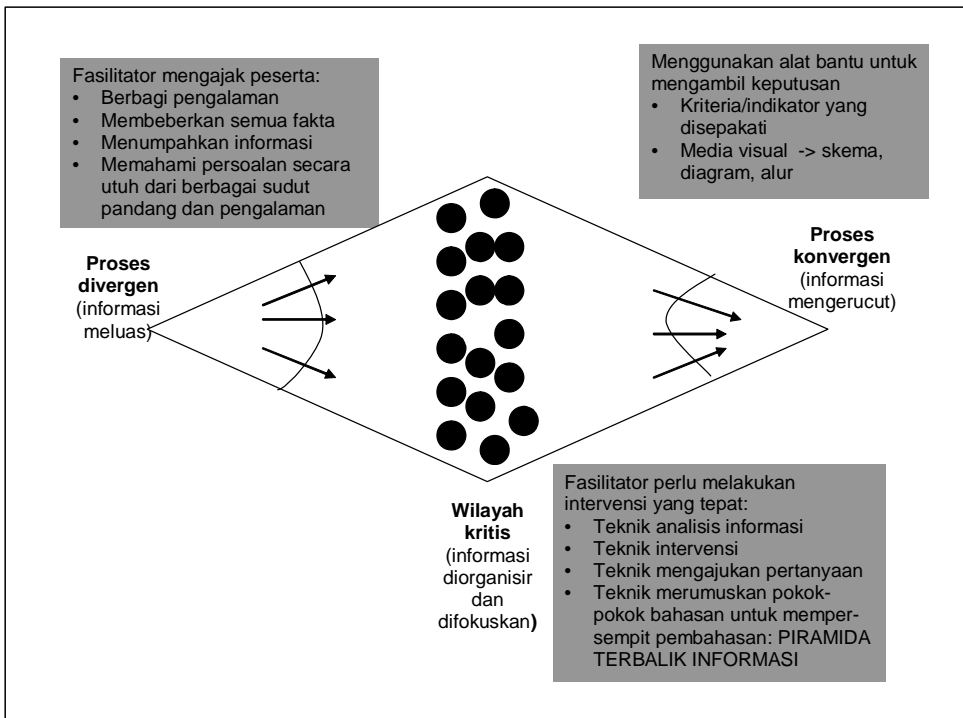 Fasilitator mengajak peserta:
• Berbagi pengalaman
• Membeberkan semua fakta
• Menumpahkan informasi
• Memahami persoalan secara
utuh dari berbagai sudut
pandang dan pengalaman
Menggunakan alat bantu untuk
mengambil keputusan
• Kriteria/indikator yang
disepakati
• Media visual -> skema,
diagram, alur
Proses
divergen
(informasi
meluas)
Proses
konvergen
(informasi
mengerucut)
Wilayah
kritis
(informasi
diorganisir
dan
difokuskan)
Fasilitator perlu melakukan
intervensi yang tepat:
• Teknik analisis informasi
• Teknik intervensi
• Teknik mengajukan pertanyaan
• Teknik merumuskan pokok-
pokok bahasan untuk memper-
sempit pembahasan: PIRAMIDA
TERBALIK INFORMASI